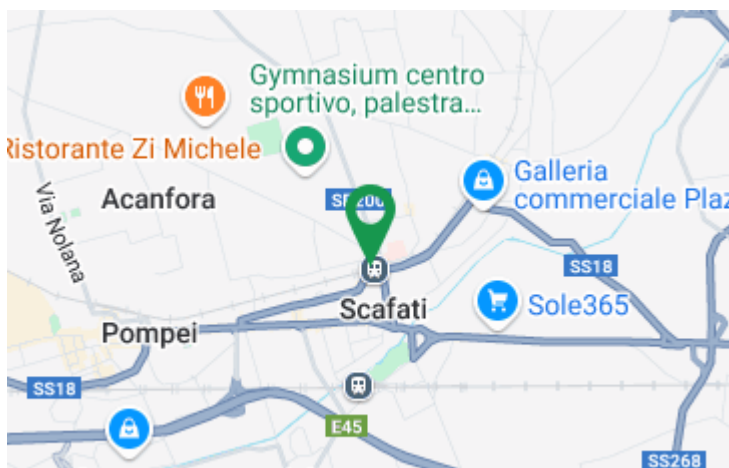 Gymnasium centro
sportivo, palestra...
Ristorante Zi Michele
Via Nolana
Acanfora
Galleria
commerciale Plaz
SS18
Scafati
Sole365
Pompei
SS18
E45
SS268